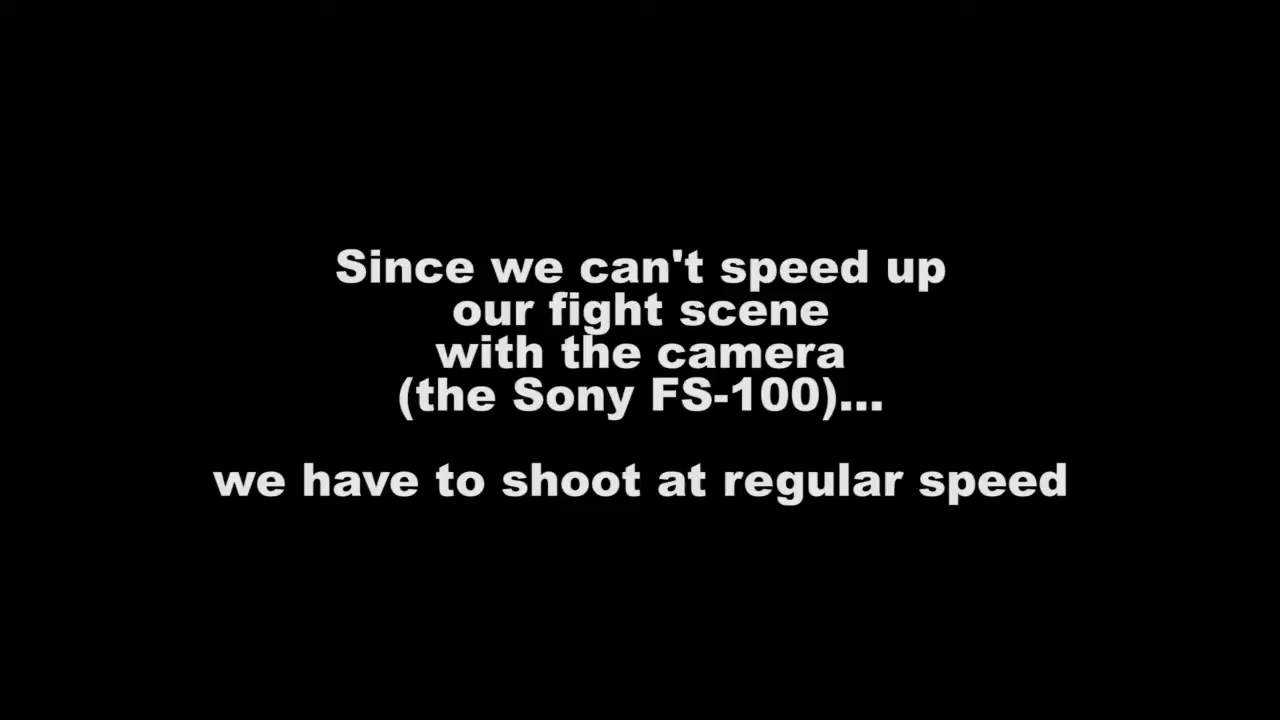 Since we can't speed up
our fight scene
with the camera
(the Sony FS-100)...
we have to shoot at regular speed